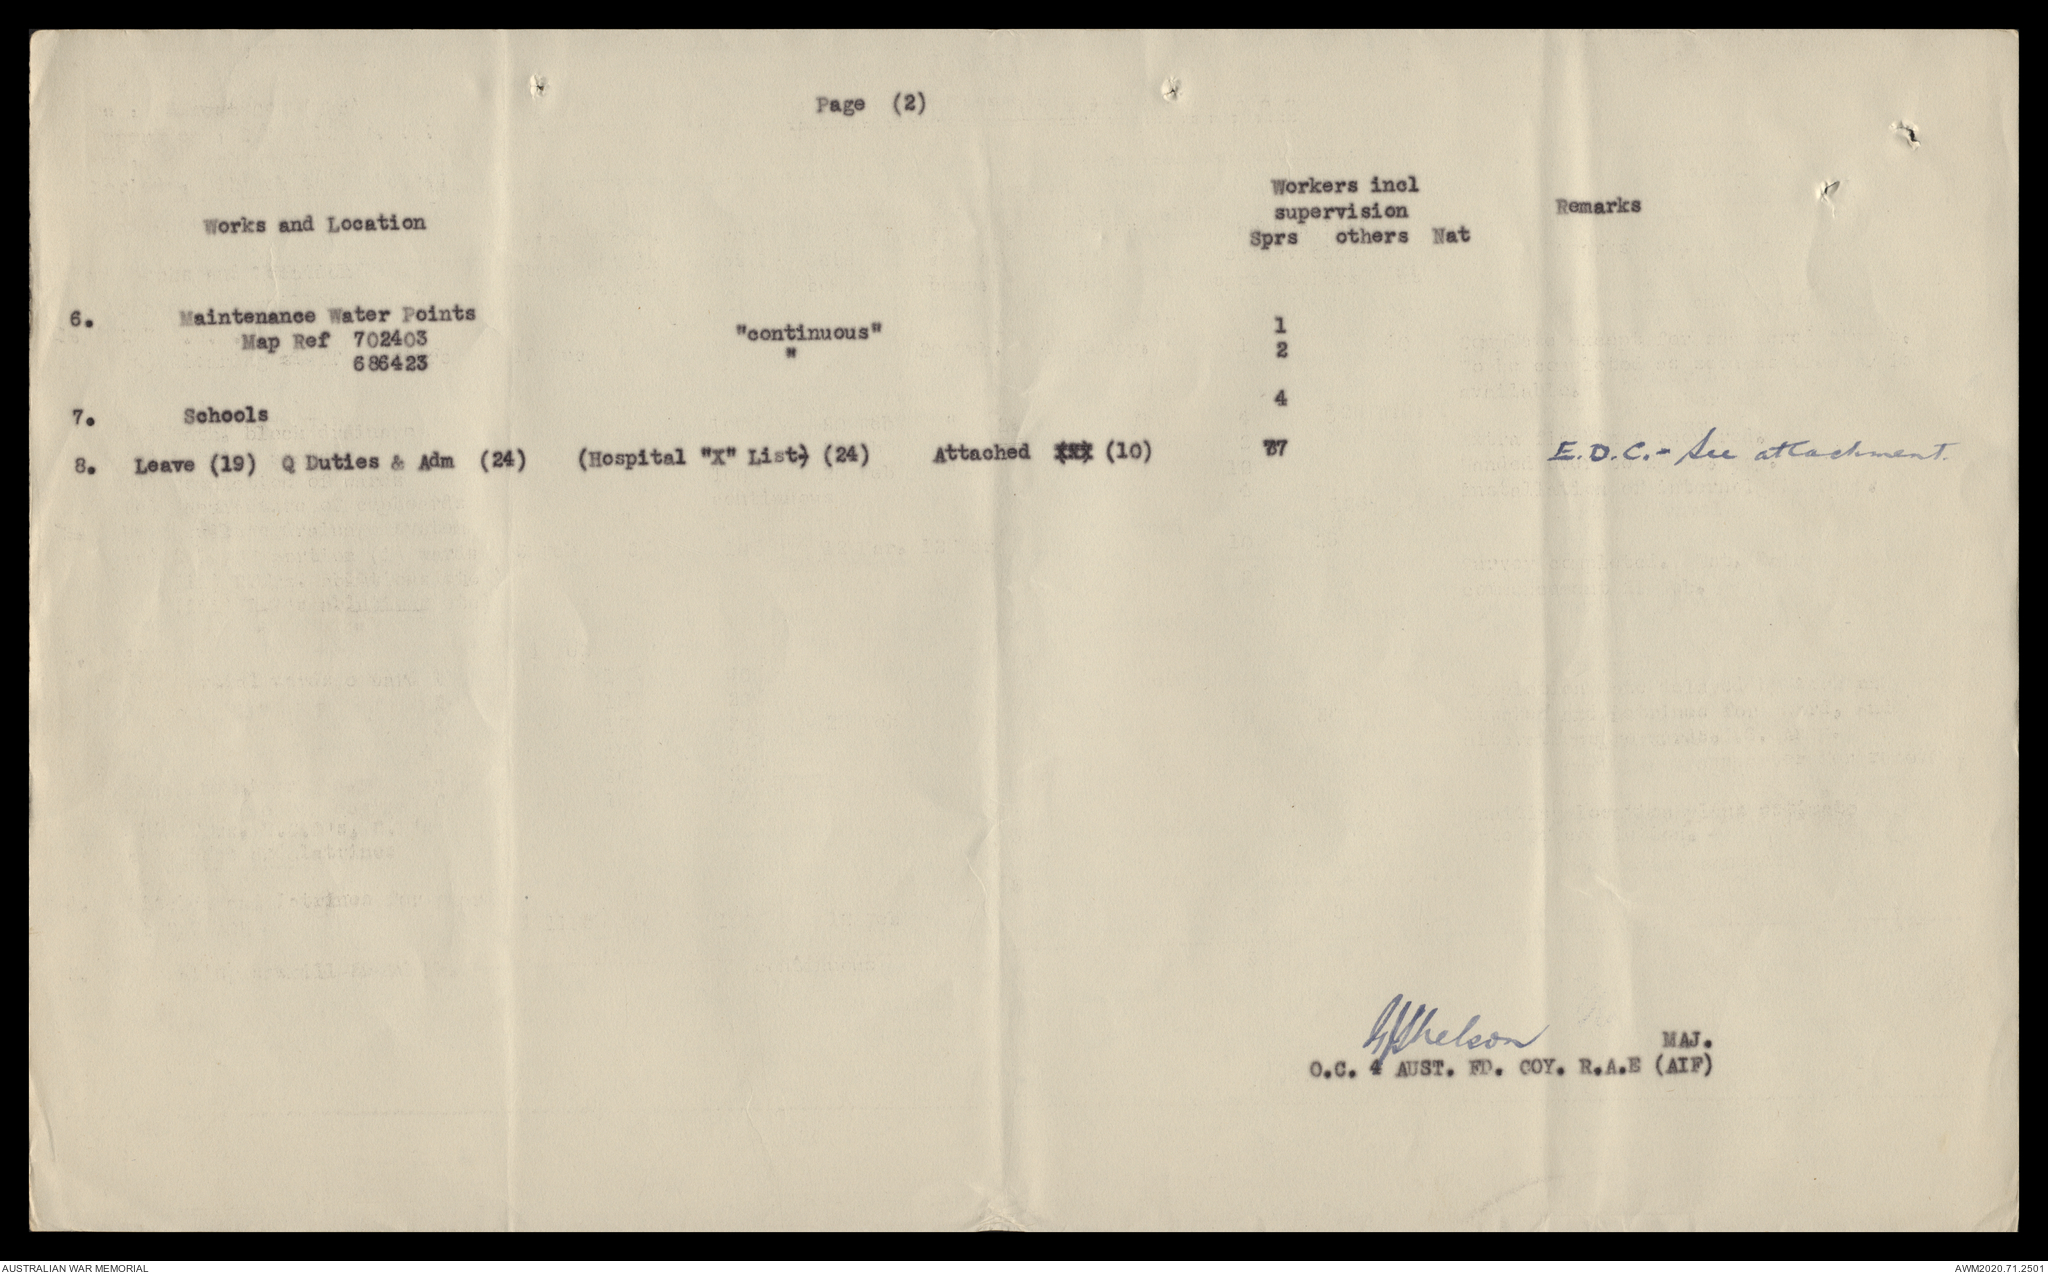 Page (2)
Works and Location
Workers incl
supervision
Sprs others Nat
Remarks
6. Maintenance Water Points
Map Ref 702403 "continuous" 1
686423 " 2
7. Schools 4
8. Leave (19) Q Duties & Adm (24) (Hospital "X" List) (24) Attached (10) 77 E.D.C. - See attachment.
MAJ.
O.C. 4 AUST. FD. COY. R.A.E (AIF)
AUSTRALIAN WAR MEMORIAL
AWM2020.71.2501